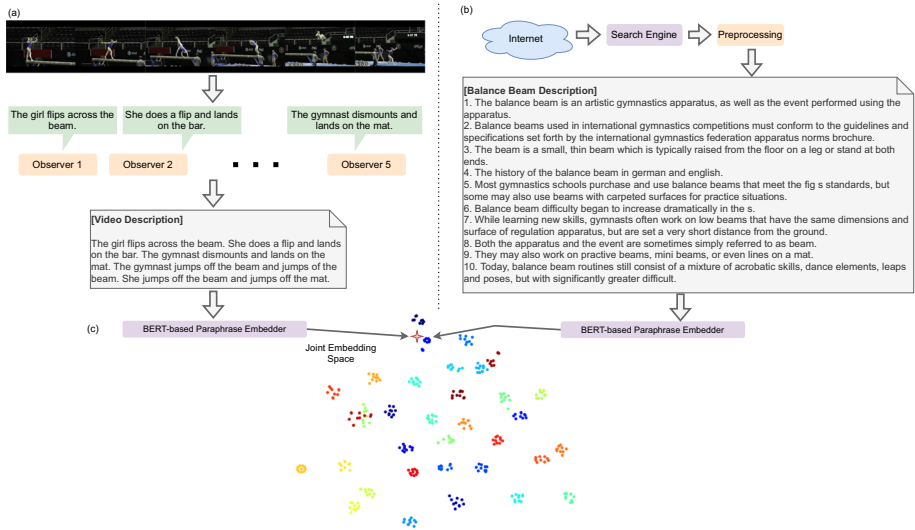 (a)
The girl flips across the
beam.
She does a flip and lands
on the bar.
The gymnast dismounts and
lands on the mat.
Observer 1
Observer 2
Observer 5
[Video Description]
The girl flips across the beam. She does a flip and lands
on the bar. The gymnast dismounts and lands on the
mat. The gymnast jumps off the beam and jumps of the
beam. She jumps off the beam and jumps off the mat.
BERT-based Paraphrase Embedder
(b)
Internet
Search Engine
Preprocessing
[Balance Beam Description]
1. The balance beam is an artistic gymnastics apparatus, as well as the event performed using the
apparatus.
2. Balance beams used in international gymnastics competitions must conform to the guidelines and
specifications set forth by the international gymnastics federation apparatus norms brochure.
3. The beam is a small, thin beam which is typically raised from the floor on a leg or stand at both
ends.
4. The history of the balance beam in german and english.
5. Most gymnastics schools purchase and use balance beams that meet the fig s standards, but
some may also use beams with carpeted surfaces for practice situations.
6. Balance beam difficulty began to increase dramatically in the s.
7. While learning new skills, gymnasts often work on low beams that have the same dimensions and
surface of regulation apparatus, but are set a very short distance from the ground.
8. Both the apparatus and the event are sometimes simply referred to as beam.
9. They may also work on practive beams, mini beams, or even lines on a mat.
10. Today, balance beam routines still consist of a mixture of acrobatic skills, dance elements, leaps
and poses, but with significantly greater difficult.
BERT-based Paraphrase Embedder
(c)
Joint Embedding
Space